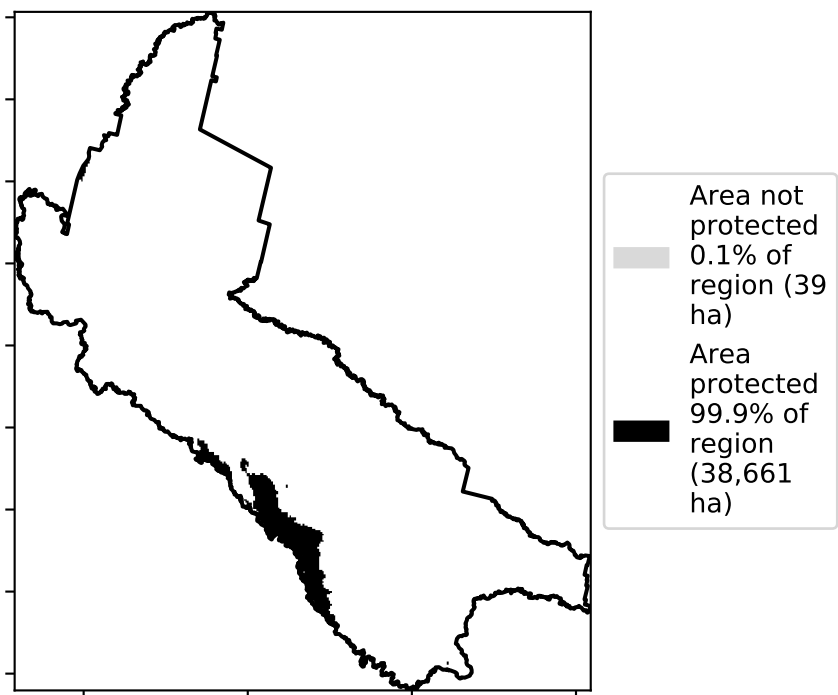 Area not
protected
0.1% of
region (39
ha)
Area
protected
99.9% of
region
(38,661
ha)